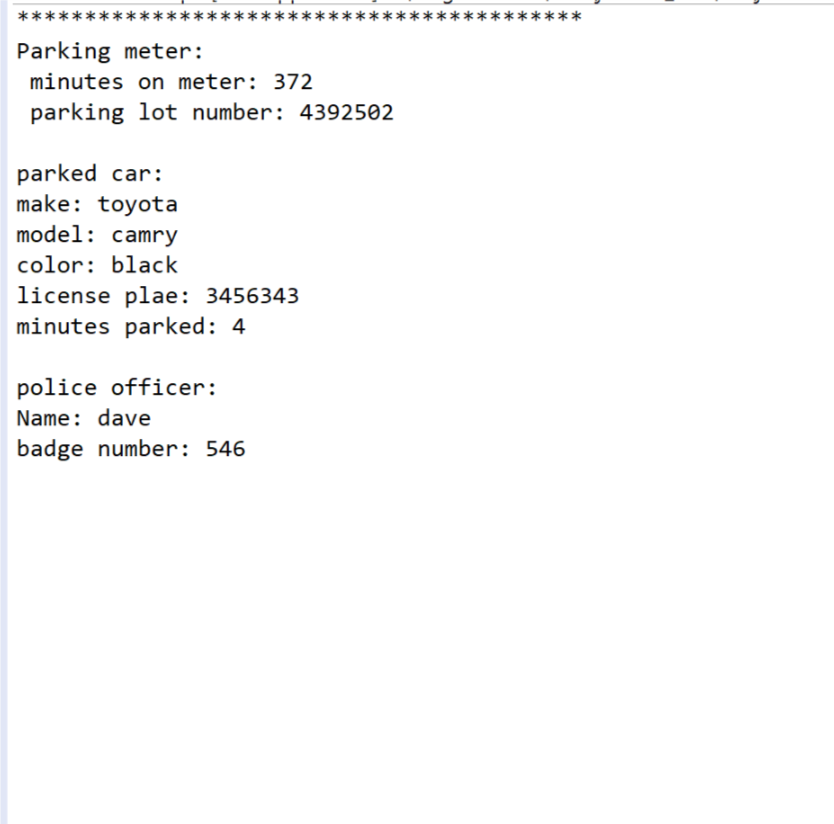 ******************************************
Parking meter:
 minutes on meter: 372
 parking lot number: 4392502

parked car:
make: toyota
model: camry
color: black
license plae: 3456343
minutes parked: 4

police officer:
Name: dave
badge number: 546